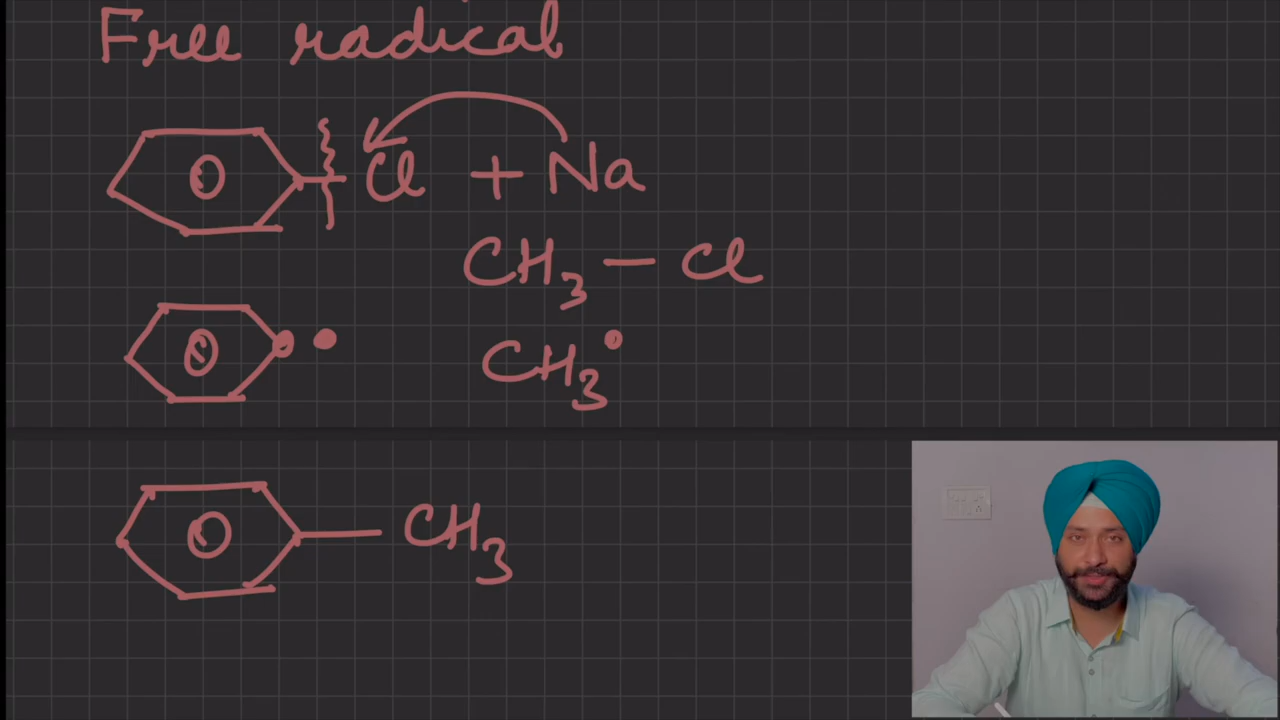 Free radical
Cl + Na
CH3 — Cl
CH3•
CH3